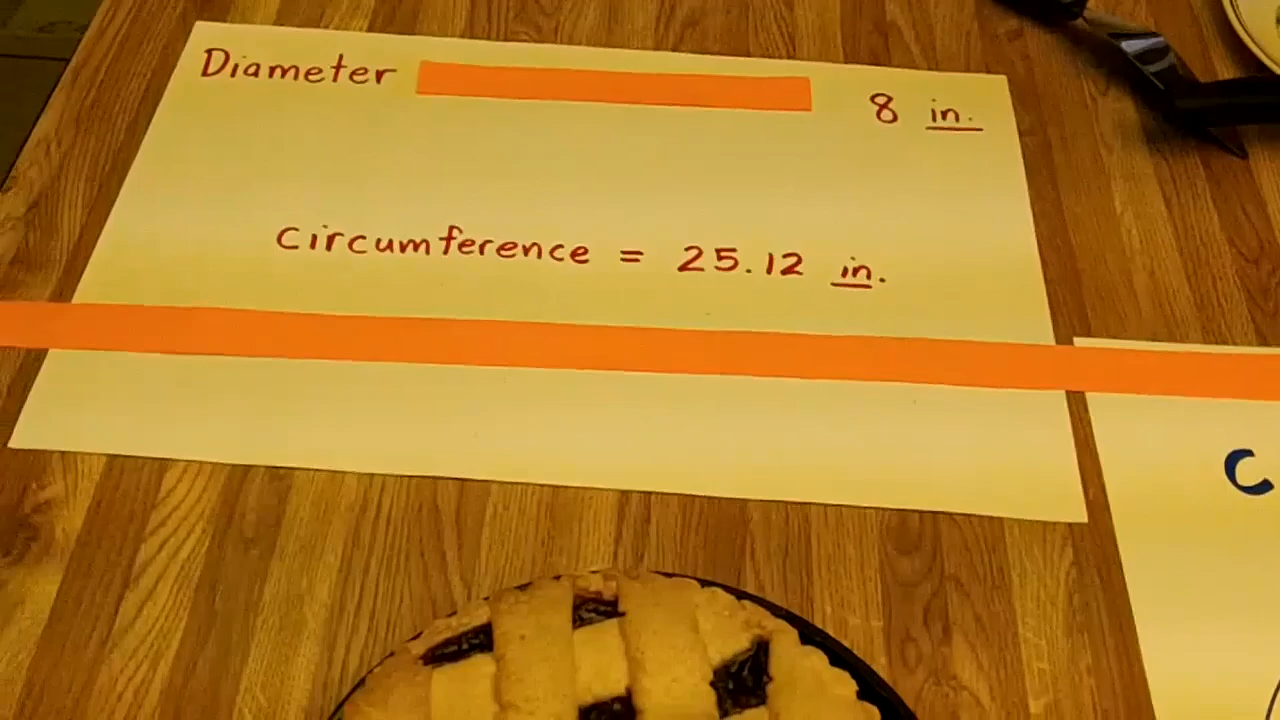 Diameter 8 in.
circumference = 25.12 in.
C